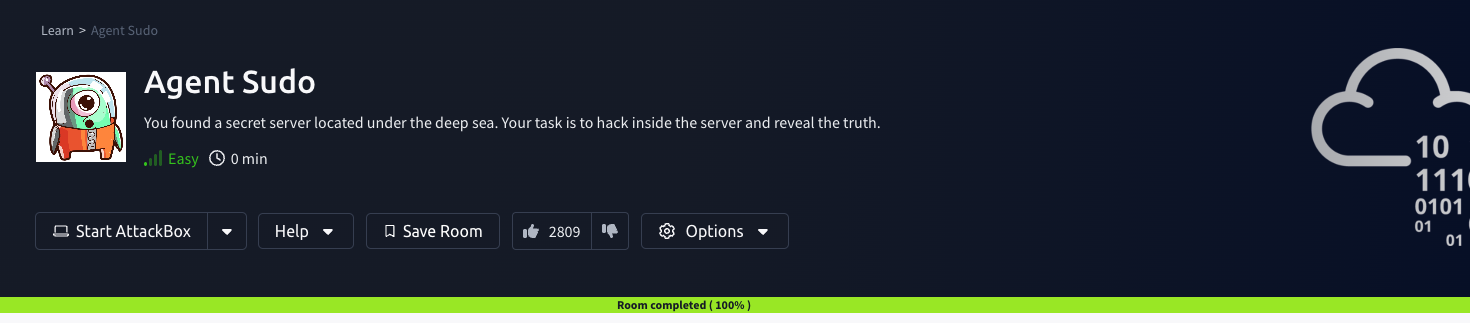 Learn > Agent Sudo
Agent Sudo
You found a secret server located under the deep sea. Your task is to hack inside the server and reveal the truth.
Easy 0 min
Start AttackBox Help Save Room 2809 Options
10
111
0101
01
01
Room completed ( 100% )